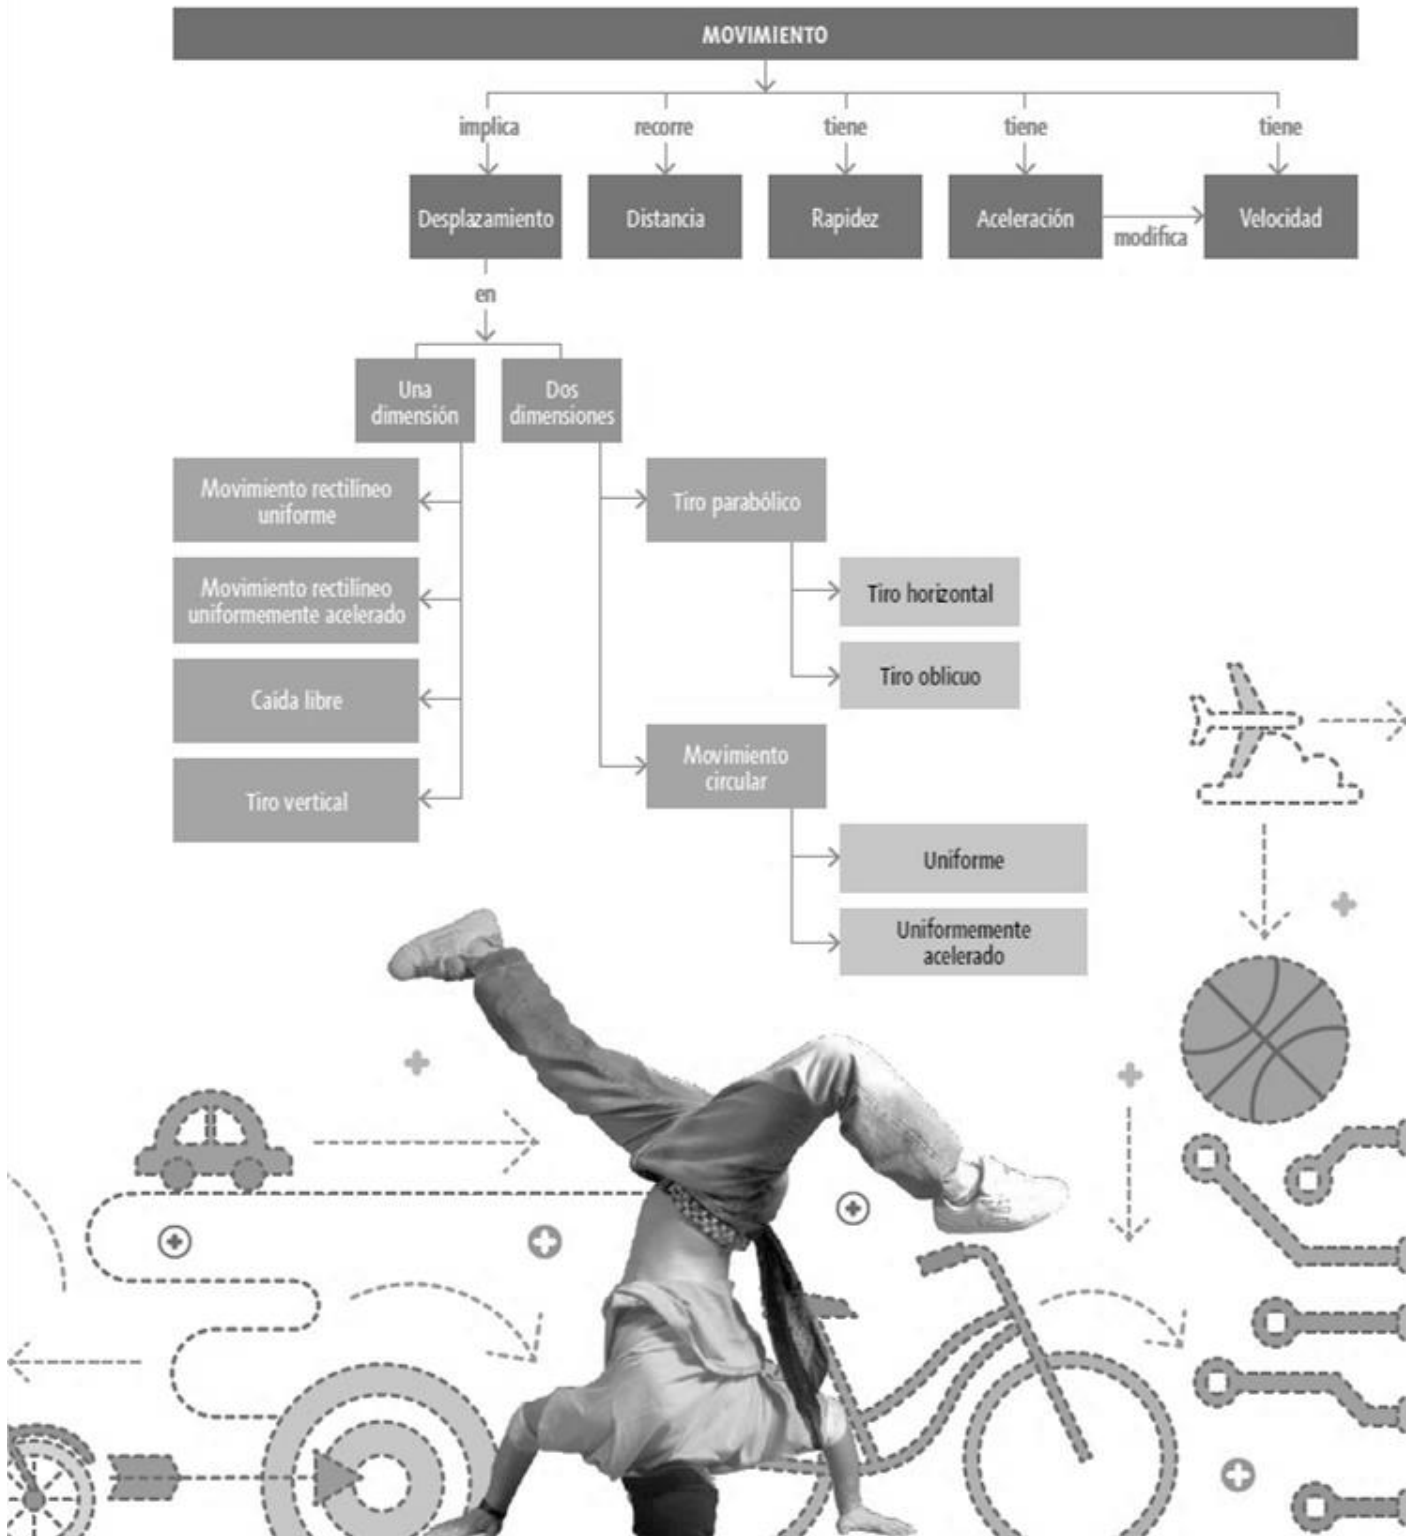 MOVIMIENTO
implica
recorre
tiene
tiene
tiene
Desplazamiento
Distancia
Rapidez
Aceleración
modifica
Velocidad
en
Una
dimensión
Dos
dimensiones
Movimiento rectilíneo
uniforme
Movimiento rectilíneo
uniformemente acelerado
Caída libre
Tiro vertical
Tiro parabólico
Tiro horizontal
Tiro oblicuo
Movimiento
circular
Uniforme
Uniformemente
acelerado